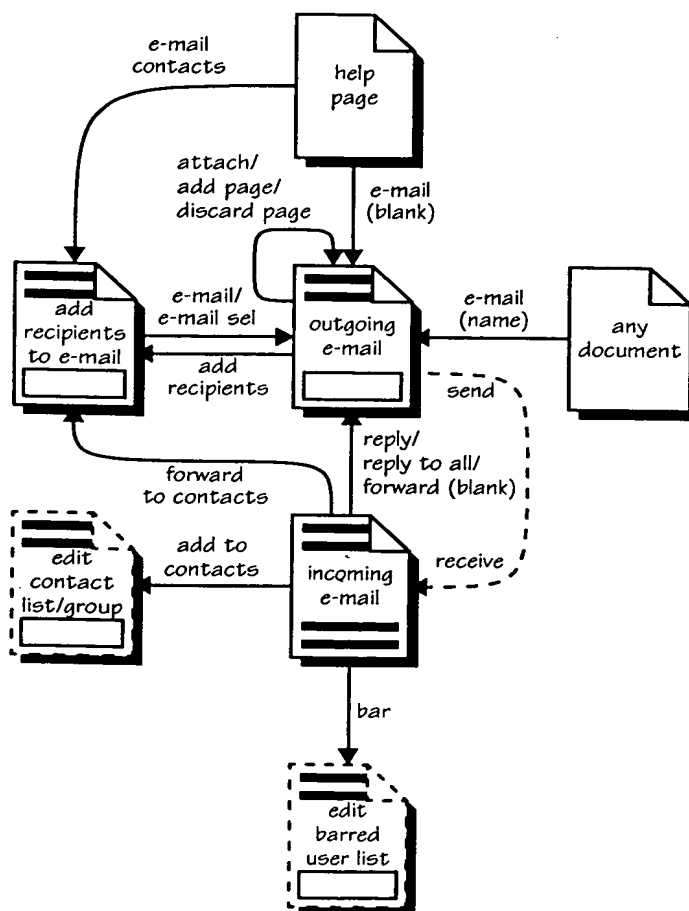 e-mail
contacts
help
page
attach/
add page/
discard page
e-mail
(blank)
add
recipients
to e-mail
e-mail/
e-mail sel
add
recipients
outgoing
e-mail
e-mail
(name)
any
document
send
forward
to contacts
reply/
reply to all/
forward (blank)
edit
contact
list/group
add to
contacts
incoming
e-mail
receive
bar
edit
barred
user list